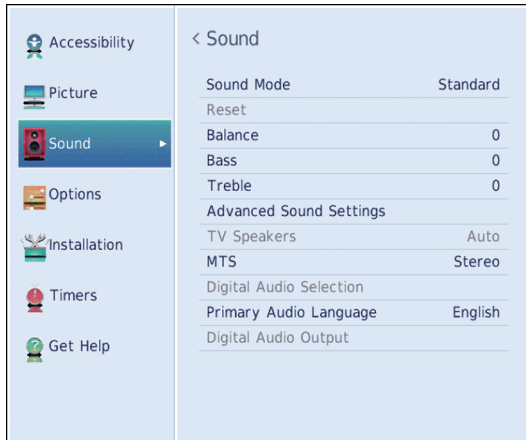 Accessibility
Picture
Sound
Options
Installation
Timers
Get Help
< Sound
Sound Mode Standard
Reset
Balance 0
Bass 0
Treble 0
Advanced Sound Settings
TV Speakers Auto
MTS Stereo
Digital Audio Selection
Primary Audio Language English
Digital Audio Output